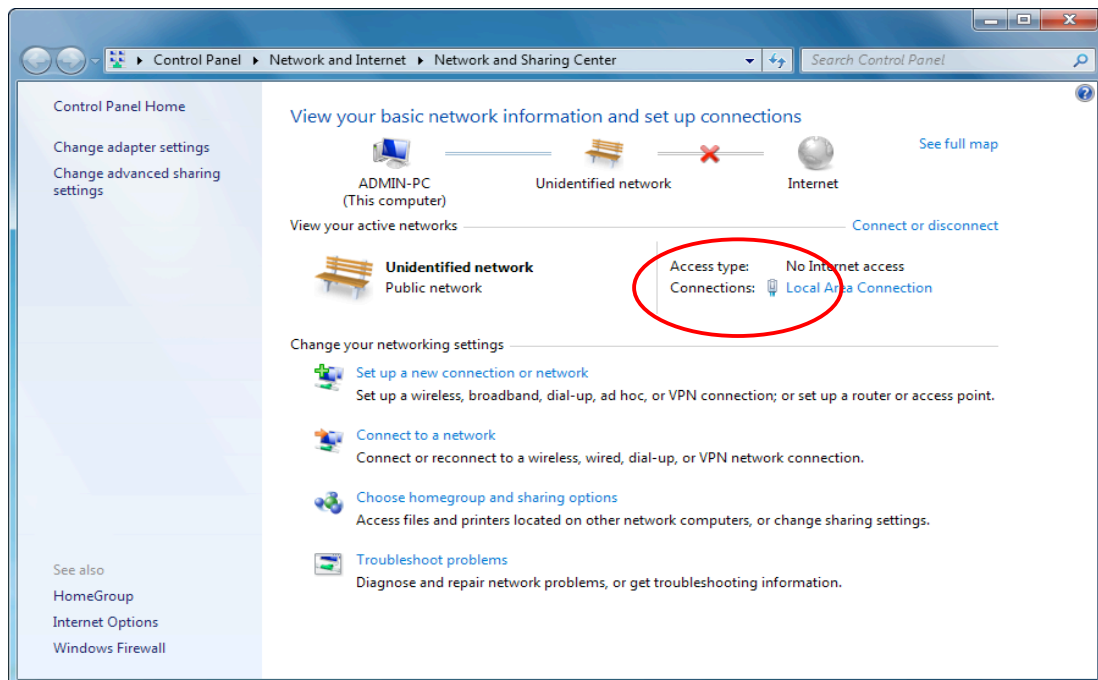 Control Panel ▸ Network and Internet ▸ Network and Sharing Center
Search Control Panel
Control Panel Home
Change adapter settings
Change advanced sharing
settings
See also
HomeGroup
Internet Options
Windows Firewall
View your basic network information and set up connections
See full map
ADMIN-PC
(This computer)
Unidentified network
Internet
View your active networks
Connect or disconnect
Unidentified network
Public network
Access type: No Internet access
Connections: Local Area Connection
Change your networking settings
Set up a new connection or network
Set up a wireless, broadband, dial-up, ad hoc, or VPN connection; or set up a router or access point.
Connect to a network
Connect or reconnect to a wireless, wired, dial-up, or VPN network connection.
Choose homegroup and sharing options
Access files and printers located on other network computers, or change sharing settings.
Troubleshoot problems
Diagnose and repair network problems, or get troubleshooting information.